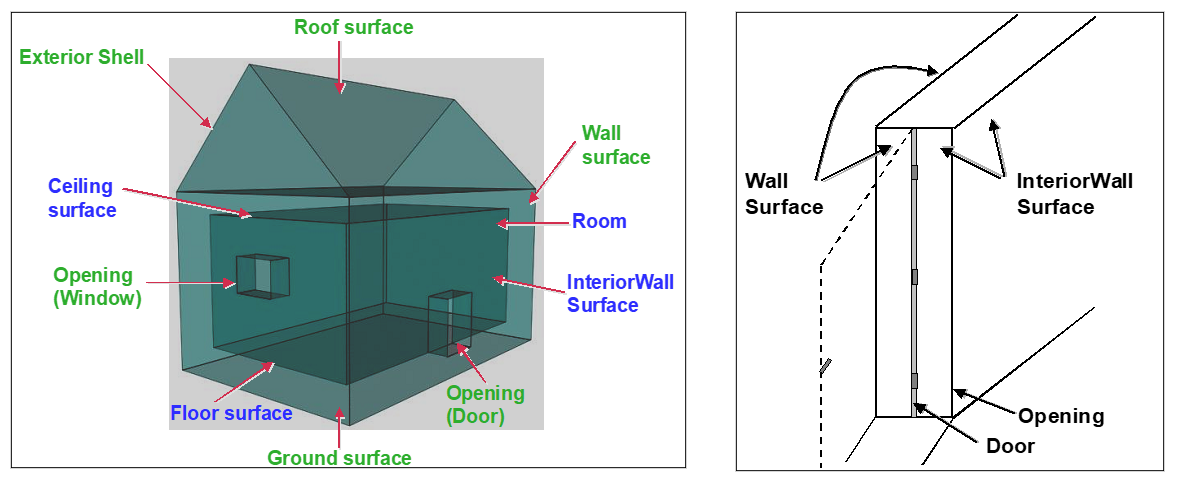 Roof surface
Exterior Shell
Wall
surface
Ceiling
surface
Room
Opening
(Window)
InteriorWall
Surface
Floor surface
Opening
(Door)
Ground surface
Wall
Surface
InteriorWall
Surface
Opening
Door